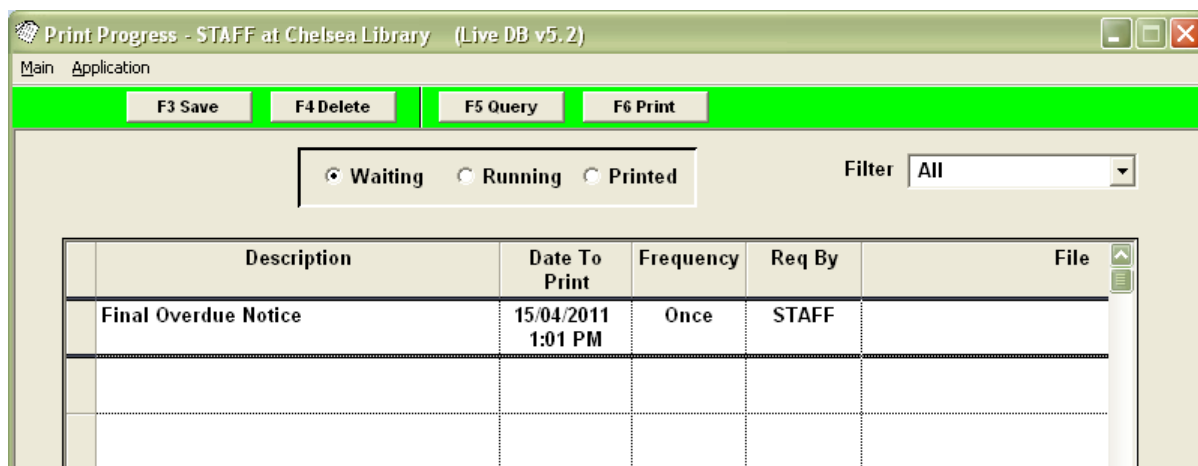 Print Progress - STAFF at Chelsea Library (Live DB v5.2)
Main Application
F3 Save F4 Delete F5 Query F6 Print
Waiting Running Printed Filter All
Description Date To Print Frequency Req By File
Final Overdue Notice 15/04/2011 1:01 PM Once STAFF